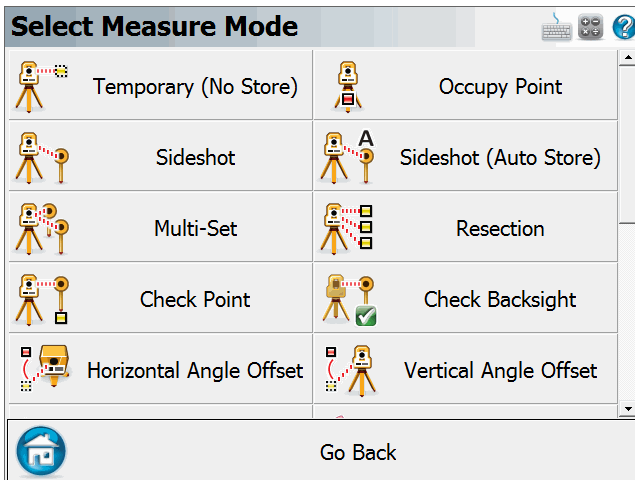 Select Measure Mode
Temporary (No Store)
Occupy Point
Sideshot
A
Sideshot (Auto Store)
Multi-Set
Resection
Check Point
Check Backsight
Horizontal Angle Offset
Vertical Angle Offset
Go Back